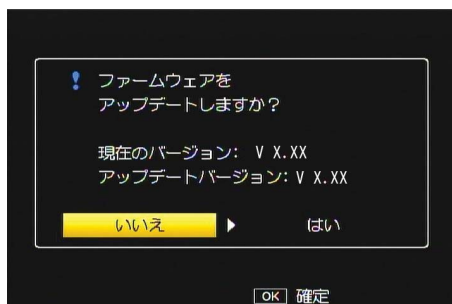 ファームウェアを
アップデートしますか？
現在のバージョン: V X.XX
アップデートバージョン: V X.XX
いいえ はい
OK 確定